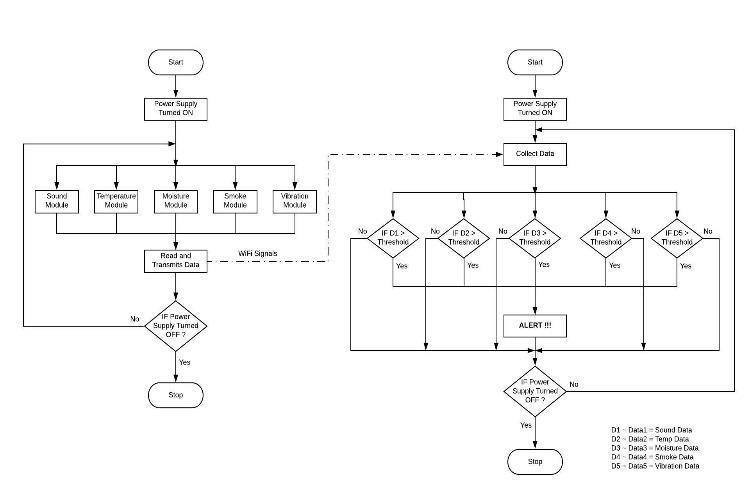 Start
Power Supply
Turned ON
Sound
Module
Temperature
Module
Moisture
Module
Smoke
Module
Vibration
Module
Read and
Transmits Data
WiFi Signals
IF Power
Supply Turned
OFF ?
No
Yes
Stop
Start
Power Supply
Turned ON
Collect Data
No
IF D1 >
Threshold
Yes
No
IF D2 >
Threshold
Yes
No
IF D3 >
Threshold
Yes
IF D4 >
Threshold
No
Yes
IF D5 >
Threshold
No
Yes
ALERT !!!
IF Power
Supply Turned
OFF ?
No
Yes
Stop
D1 ~ Data1 = Sound Data
D2 ~ Data2 = Temp Data
D3 ~ Data3 = Moisture Data
D4 ~ Data4 = Smoke Data
D5 ~ Data5 = Vibration Data